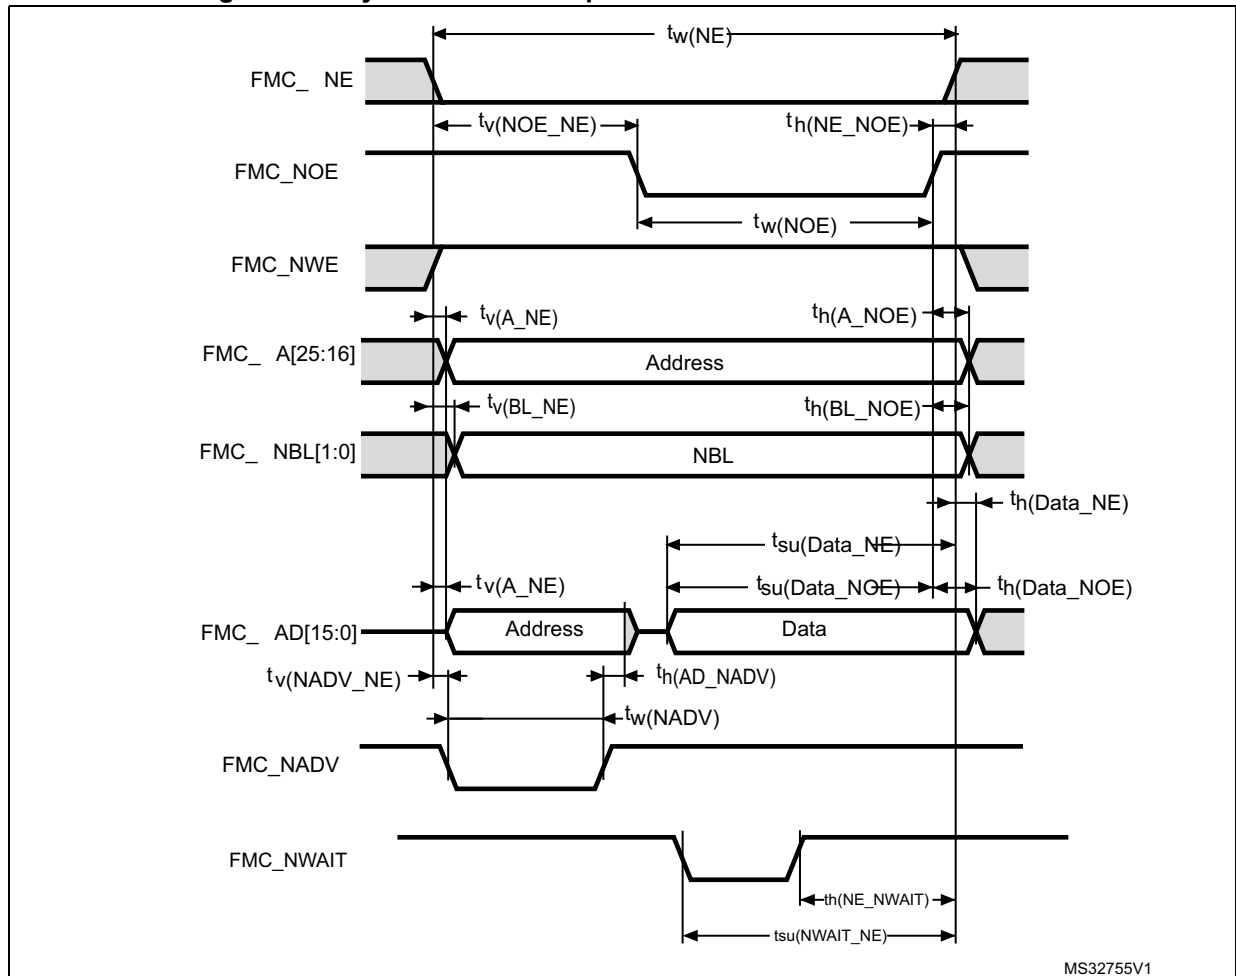 tw(NE)
FMC_ NE
tv(NOE_NE)
th(NE_NOE)
FMC_NOE
tw(NOE)
FMC_NWE
tv(A_NE)
th(A_NOE)
FMC_ A[25:16]
Address
tv(BL_NE)
th(BL_NOE)
FMC_ NBL[1:0]
NBL
th(Data_NE)
tsu(Data_NE)
tv(A_NE)
tsu(Data_NOE)
th(Data_NOE)
FMC_ AD[15:0]
Address
Data
tv(NADV_NE)
th(AD_NADV)
tw(NADV)
FMC_NADV
FMC_NWAIT
th(NE_NWAIT)
tsu(NWAIT_NE)
MS32755V1